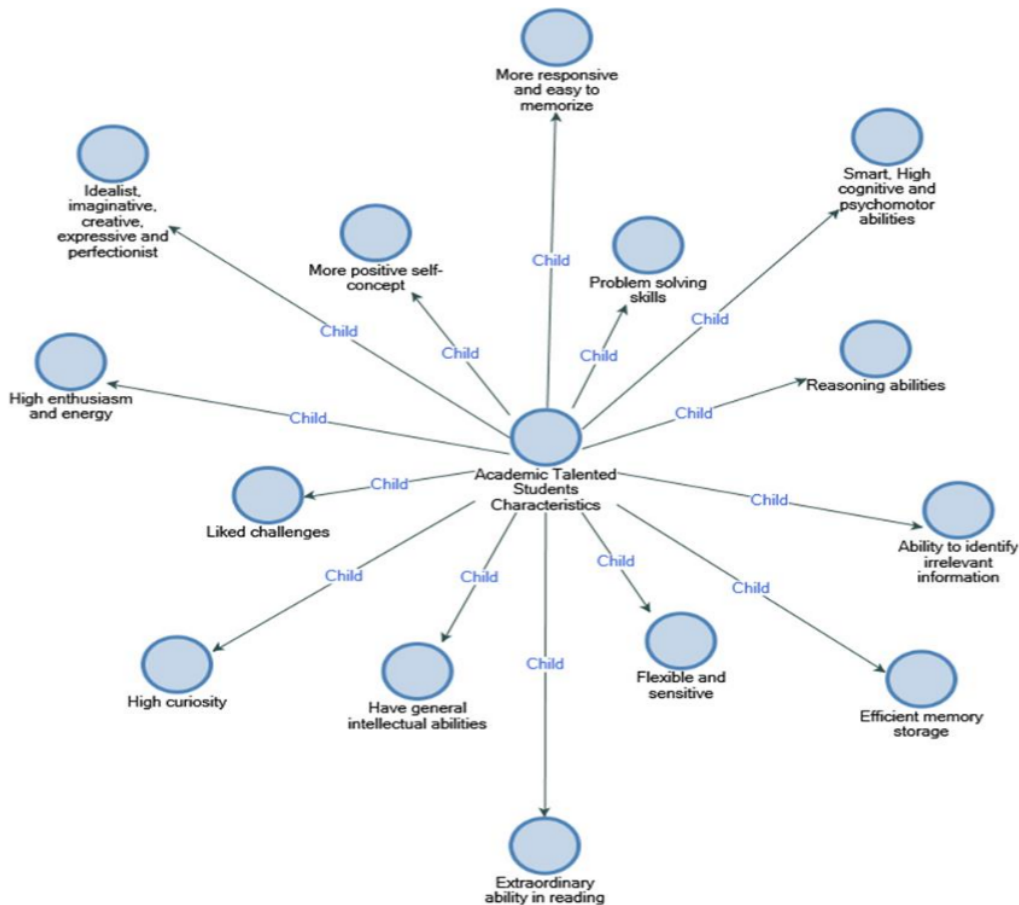 More responsive
and easy to
memorize
Idealist,
imaginative,
creative,
expressive and
perfectionist
Smart, High
cognitive and
psychomotor
abilities
More positive self-
concept
Problem solving
skills
Child
Child
Child
Child
Child
Child
High enthusiasm
and energy
Reasoning abilities
Child
Child
Academic Talented
Students
Characteristics
Child
Child
Liked challenges
Ability to identify
irrelevant
information
Child
Child
Child
Child
Child
High curiosity
Have general
intellectual abilities
Flexible and
sensitive
Efficient memory
storage
Extraordinary
ability in reading